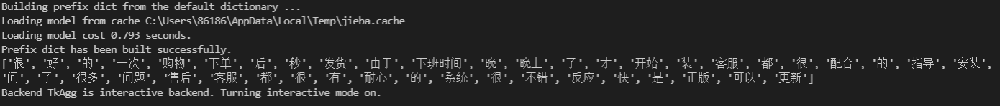 Building prefix dict from the default dictionary ...
Loading model from cache C:\Users\86186\AppData\Local\Temp\jieba.cache
Loading model cost 0.793 seconds.
Prefix dict has been built successfully.
['很', '好', '的', '一次', '购物', '下单', '后', '秒', '发货', '由于', '下班时间', '晚', '晚上', '了', '才', '开始', '装', '客服', '都', '很', '配合', '的', '指导', '安装',
'问', '了', '很多', '问题', '售后', '客服', '都', '很', '有', '耐心', '的', '系统', '很', '不错', '反应', '快', '是', '正版', '可以', '更新']
Backend TkAgg is interactive backend. Turning interactive mode on.